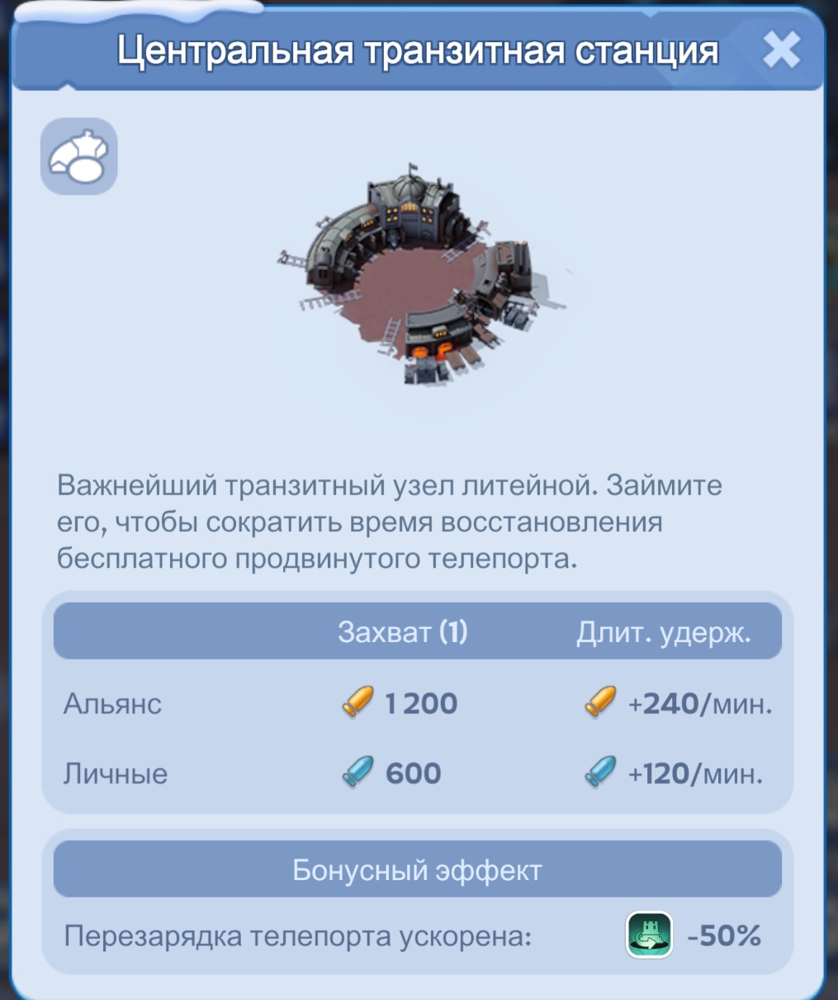 Центральная транзитная станция
Важнейший транзитный узел литейной. Займите
его, чтобы сократить время восстановления
бесплатного продвинутого телепорта.
Захват (1) Длит. удерж.
Альянс 1 200 +240/мин.
Личные 600 +120/мин.
Бонусный эффект
Перезарядка телепорта ускорена: -50%